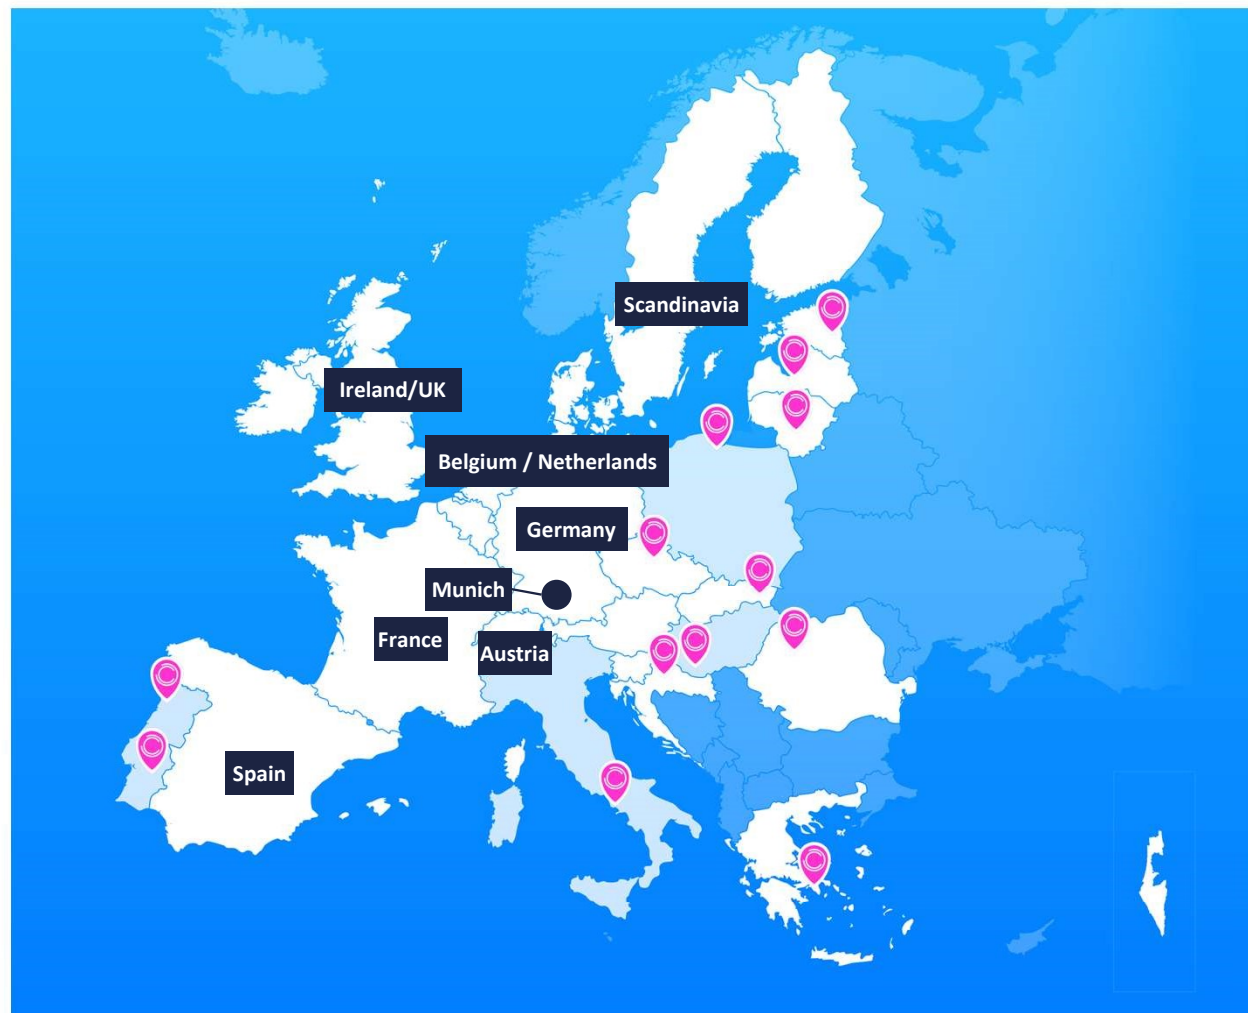 Scandinavia
Ireland/UK
Belgium / Netherlands
Germany
Munich
France
Austria
Spain